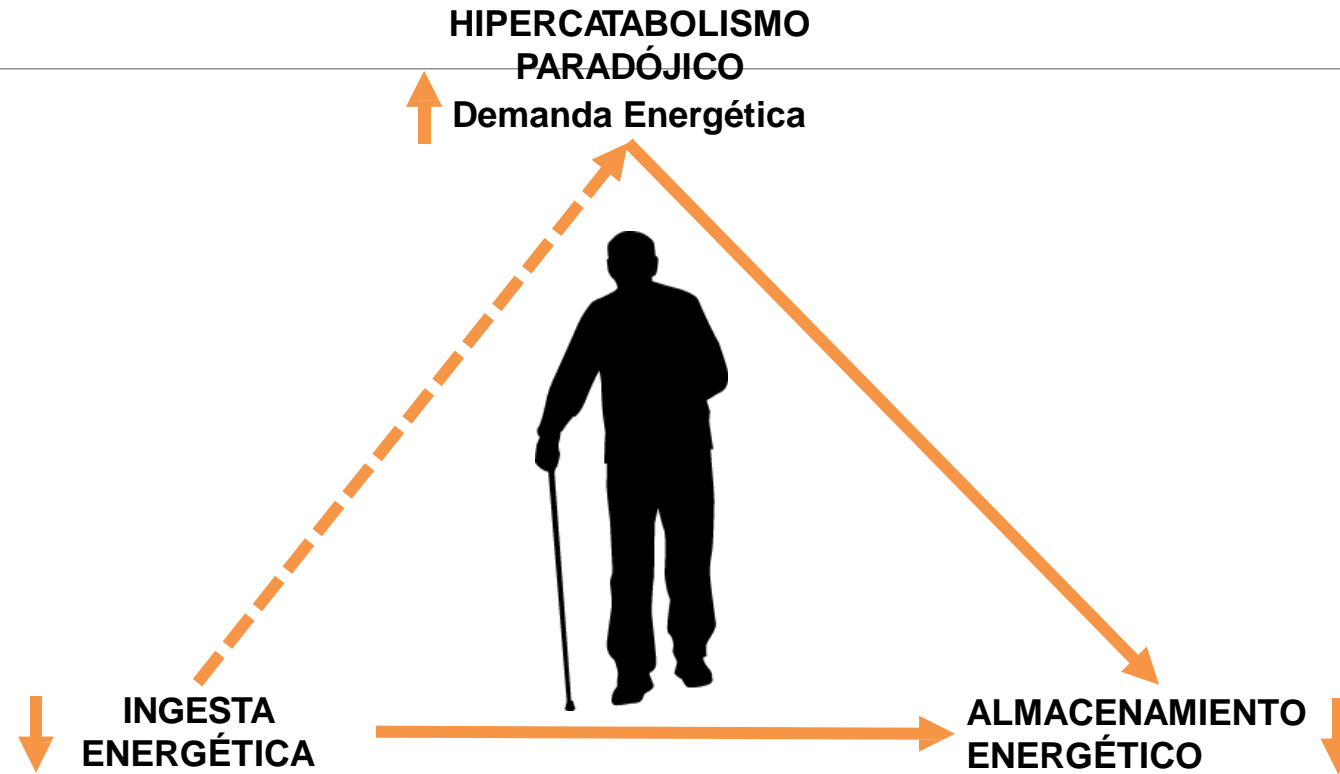 HIPERCATABOLISMO
PARADÓJICO
Demanda Energética
INGESTA
ENERGÉTICA
ALMACENAMIENTO
ENERGÉTICO